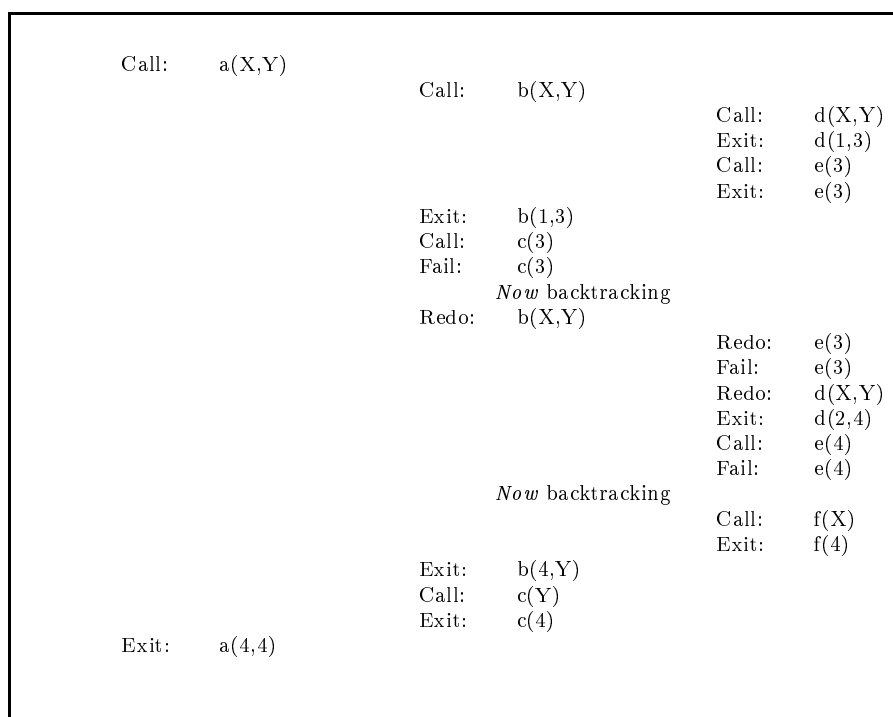 Call: a(X,Y)
Call: b(X,Y)
Call: d(X,Y)
Exit: d(1,3)
Call: e(3)
Exit: e(3)
Exit: b(1,3)
Call: c(3)
Fail: c(3)
Now backtracking
Redo: b(X,Y)
Redo: e(3)
Fail: e(3)
Redo: d(X,Y)
Exit: d(2,4)
Call: e(4)
Fail: e(4)
Now backtracking
Call: f(X)
Exit: f(4)
Exit: b(4,Y)
Call: c(Y)
Exit: c(4)
Exit: a(4,4)